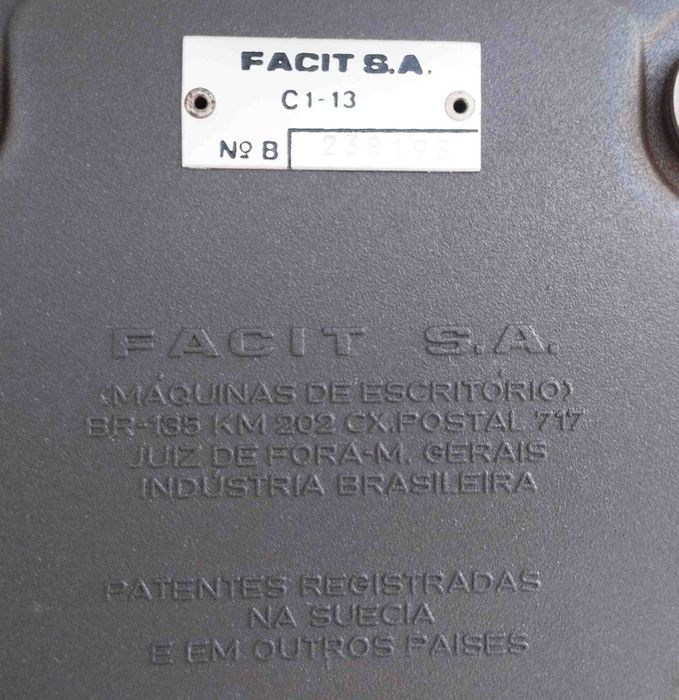 FACIT S.A.
C1-13
Nº B 238193
FACIT S.A.
(MÁQUINAS DE ESCRITÓRIO)
BR-135 KM 202 CX.POSTAL 717
JUIZ DE FORA-M. GERAIS
INDÚSTRIA BRASILEIRA
PATENTES REGISTRADAS
NA SUECIA
E EM OUTROS PAISES